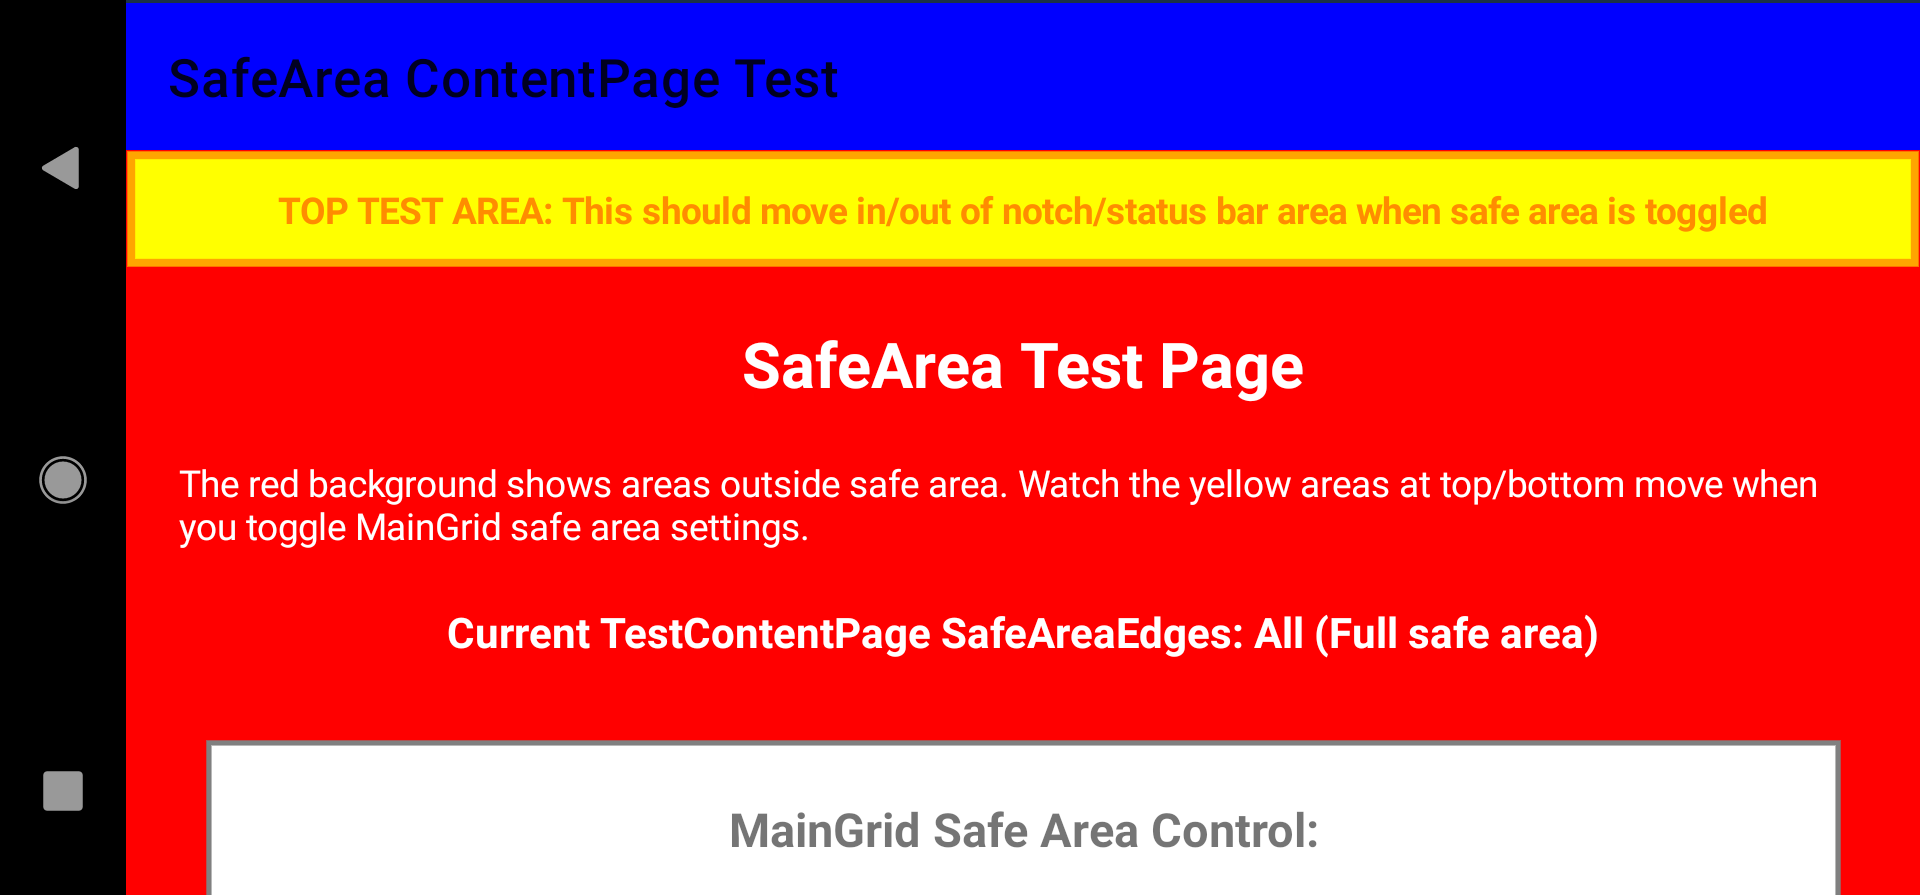 SafeArea ContentPage Test
TOP TEST AREA: This should move in/out of notch/status bar area when safe area is toggled
SafeArea Test Page
The red background shows areas outside safe area. Watch the yellow areas at top/bottom move when
you toggle MainGrid safe area settings.
Current TestContentPage SafeAreaEdges: All (Full safe area)
MainGrid Safe Area Control: